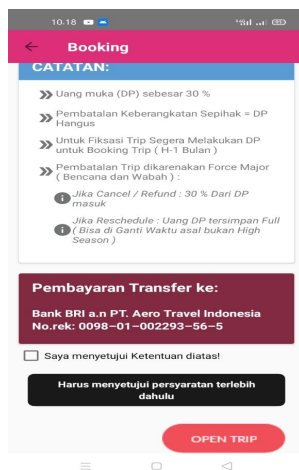 10.18
Booking
CATATAN:
Uang muka (DP) sebesar 30 %
Pembatalan Keberangkatan Sepihak = DP
Hangus
Untuk Fiksasi Trip Segera Melakukan DP
untuk Booking Trip ( H-1 Bulan )
Pembatalan Trip dikarenakan Force Major
( Bencana dan Wabah ) :
Jika Cancel / Refund : 30 % Dari DP
masuk
Jika Reschedule : Uang DP tersimpan Full
( Bisa di Ganti Waktu asal bukan High
Season )
Pembayaran Transfer ke:
Bank BRI a.n PT. Aero Travel Indonesia
No.rek: 0098-01-002293-56-5
Saya menyetujui Ketentuan diatas!
Harus menyetujui persyaratan terlebih
dahulu
OPEN TRIP